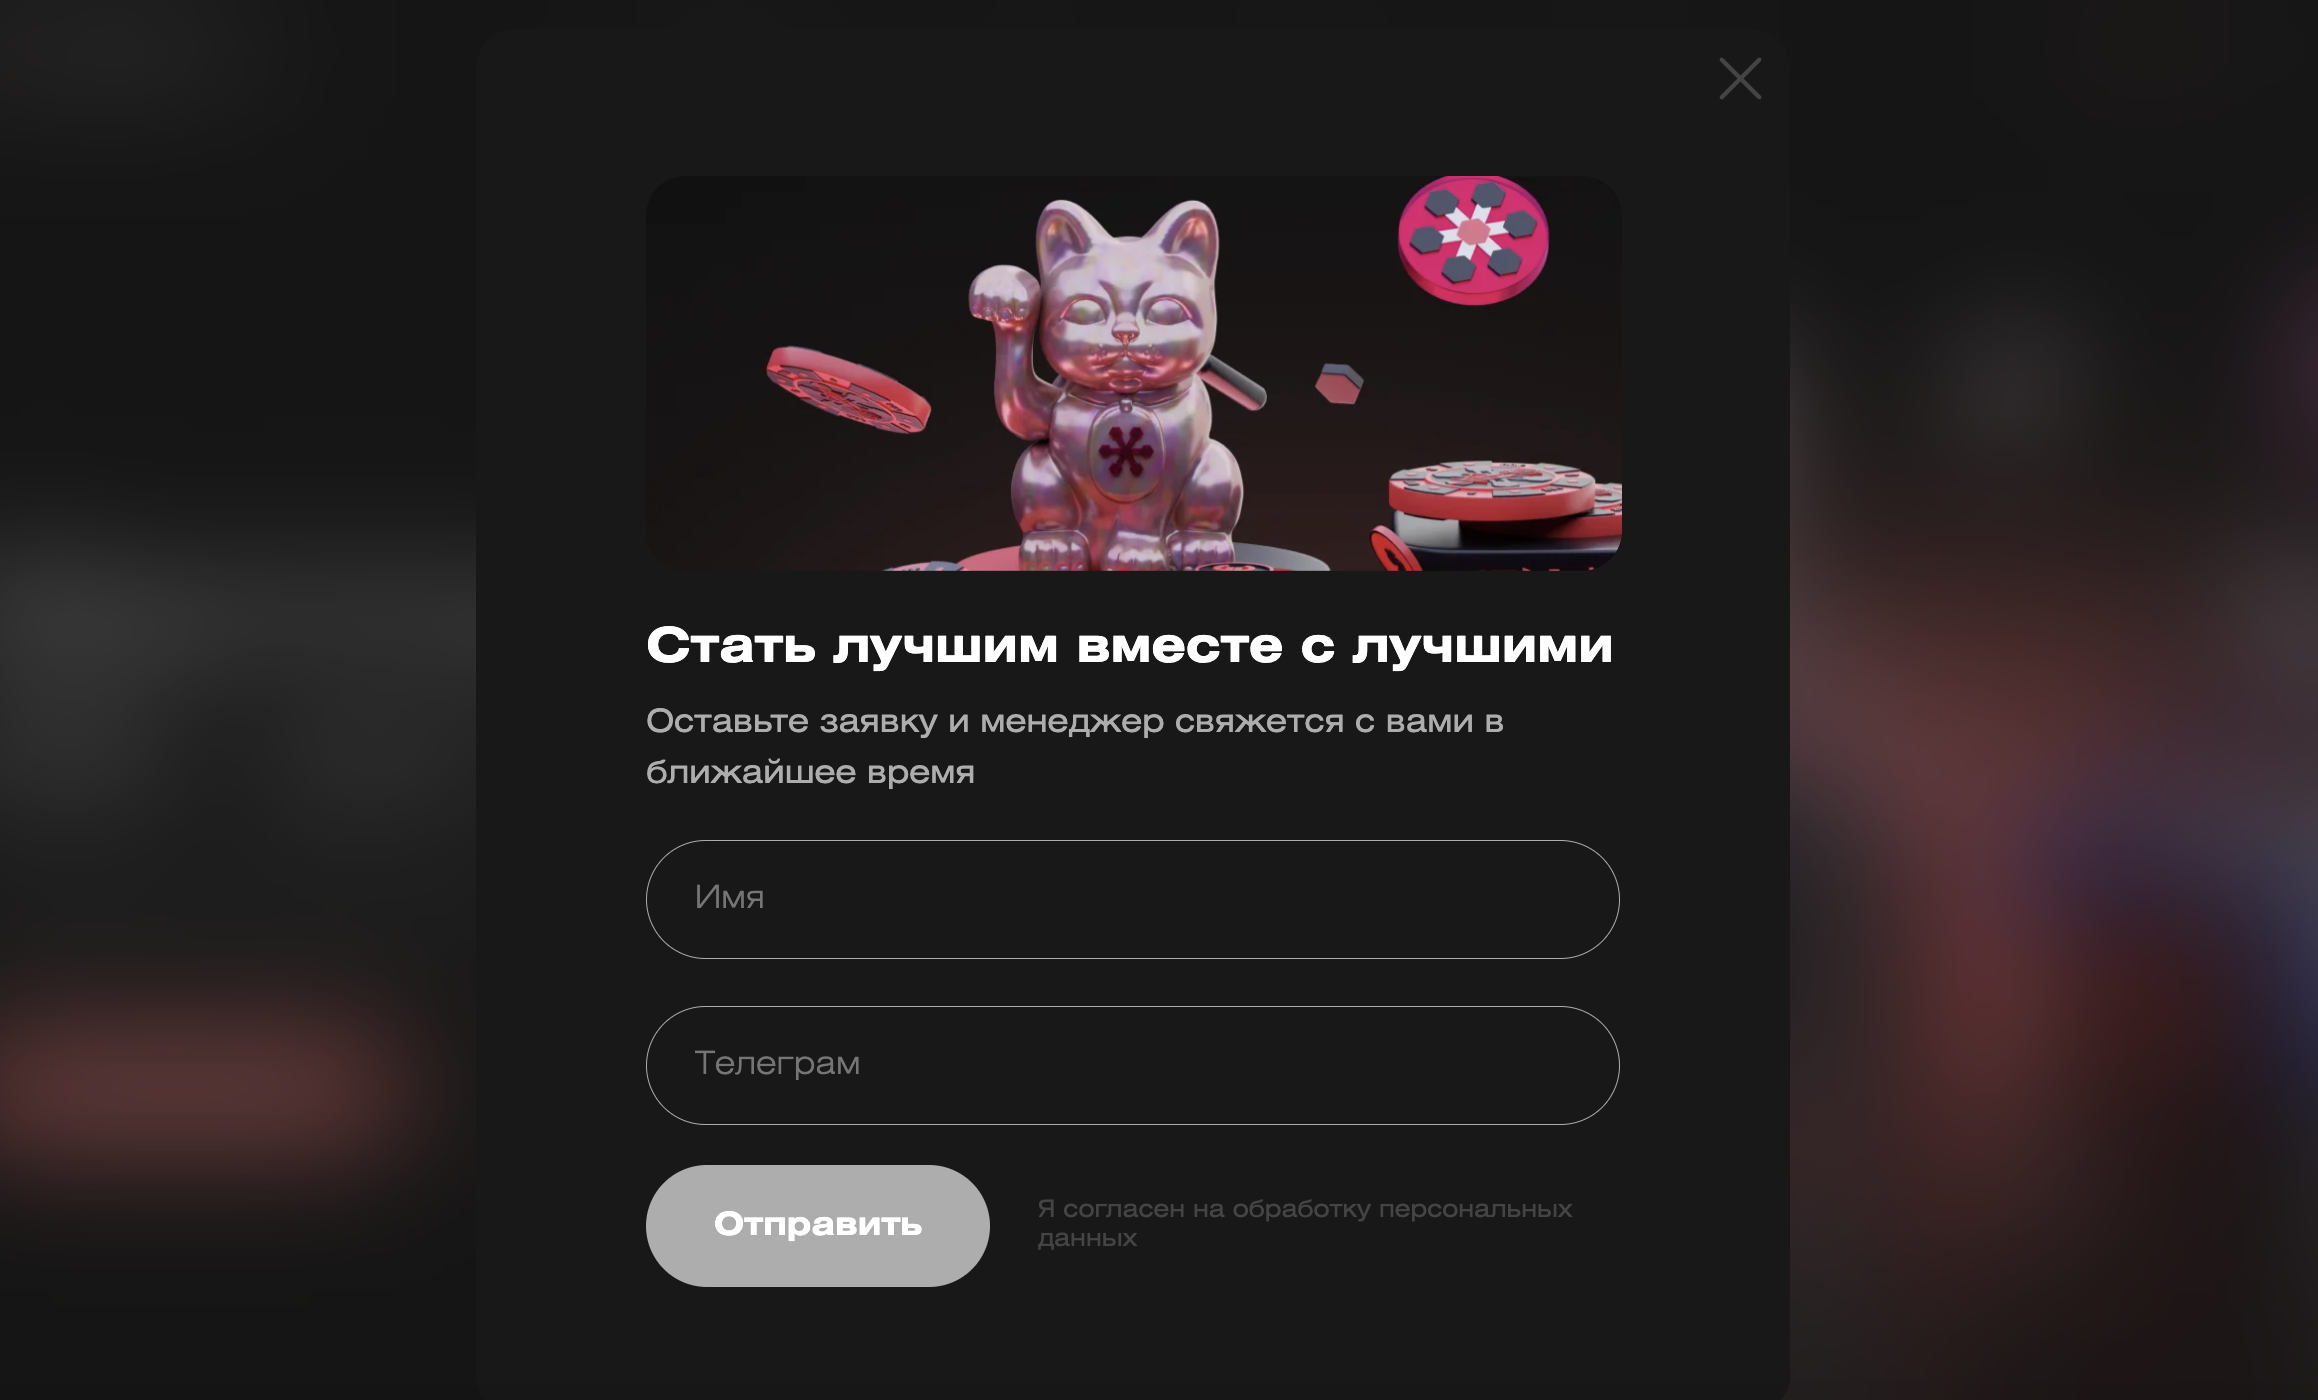 Стать лучшим вместе с лучшими
Оставьте заявку и менеджер свяжется с вами в
ближайшее время
Имя
Телеграм
Отправить
Я согласен на обработку персональных
данных